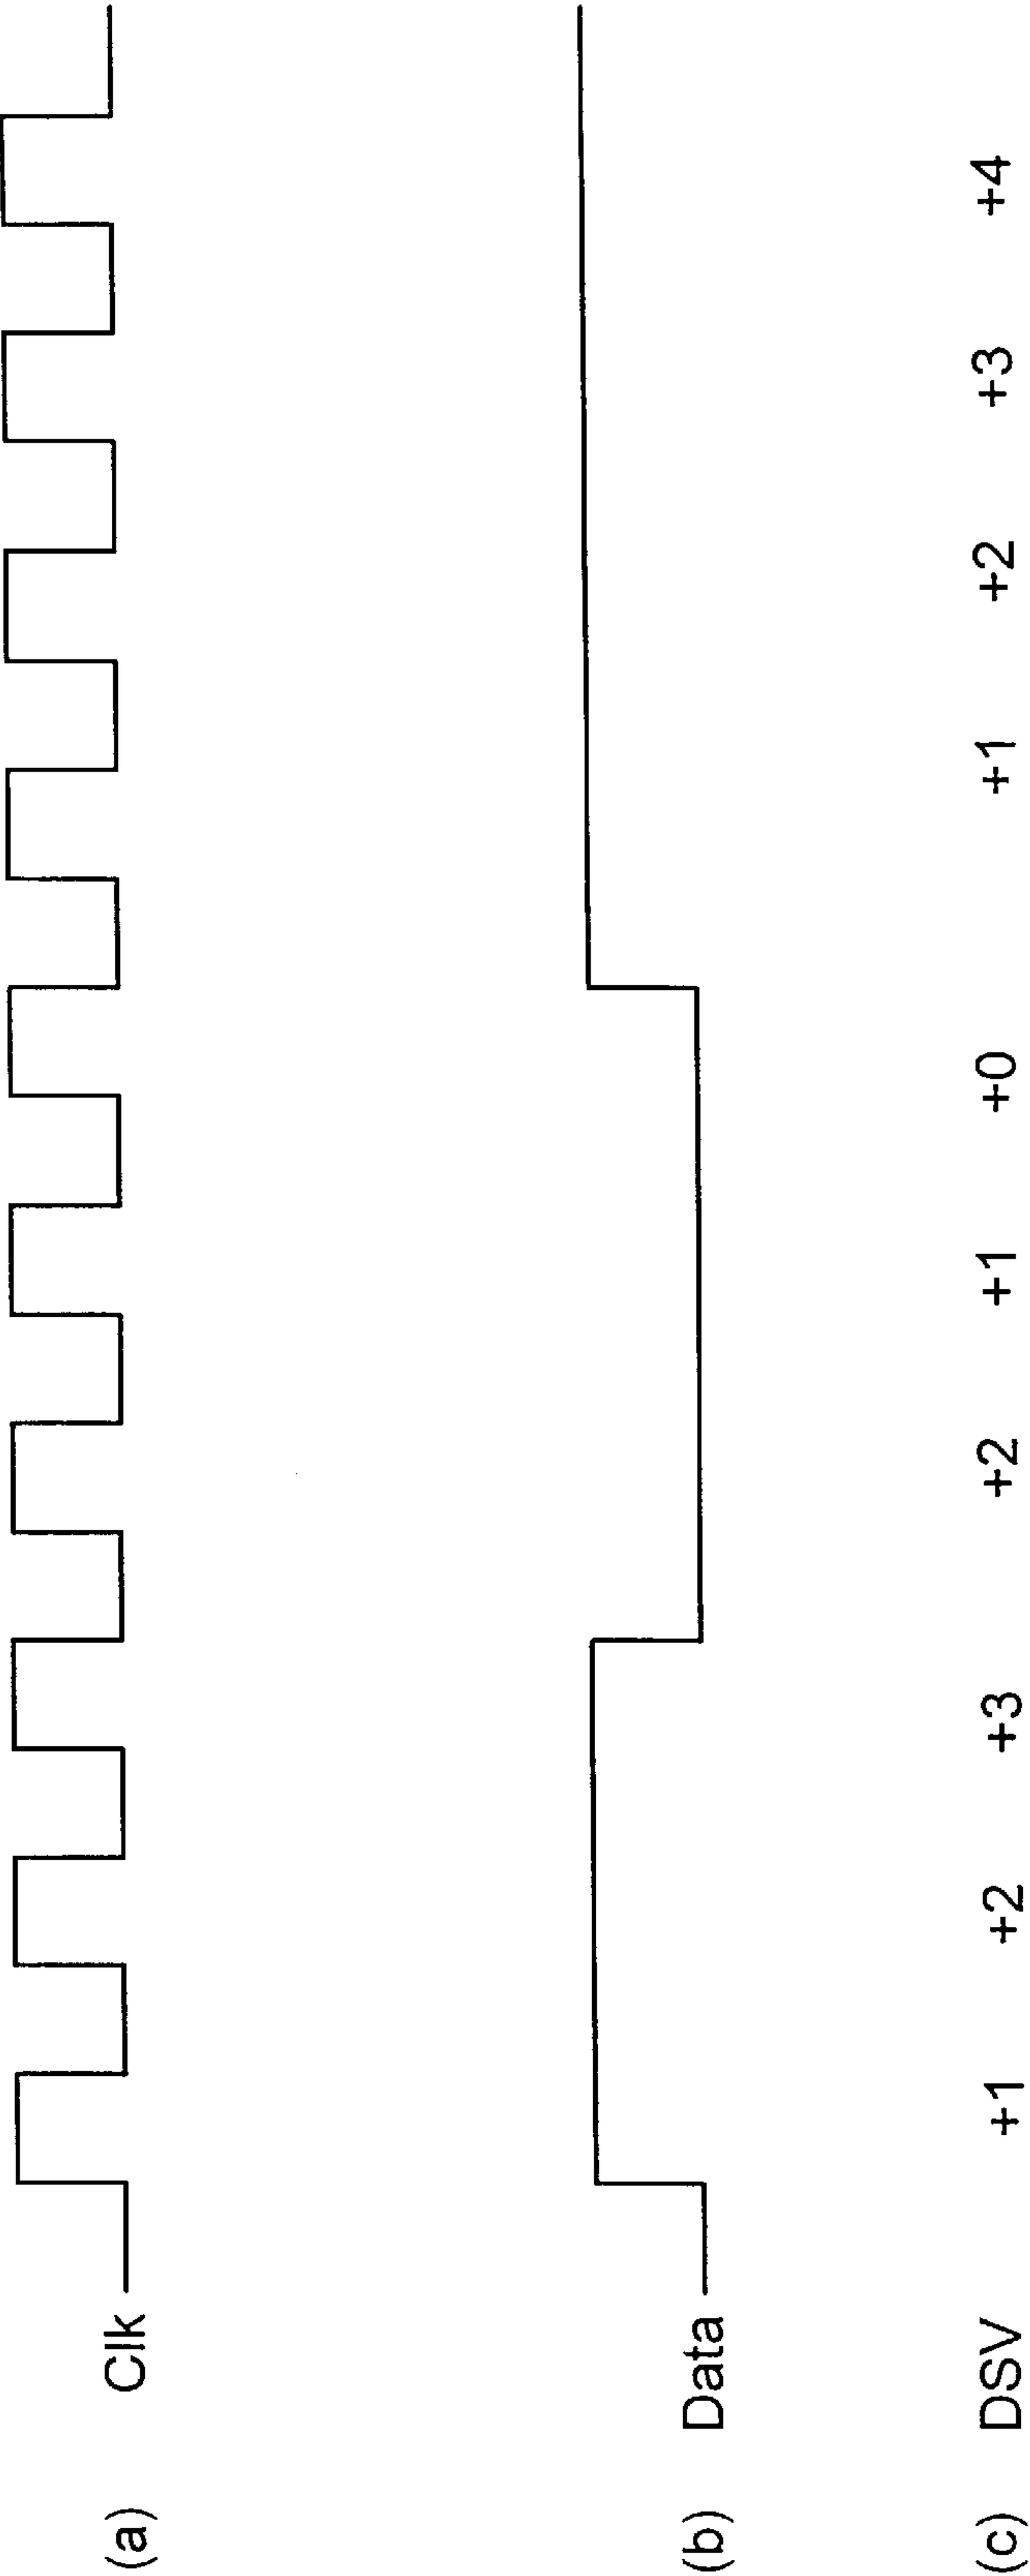 (a) Clk
(b) Data
(c) DSV +1 +2 +3 +2 +1 +0 +1 +2 +3 +4